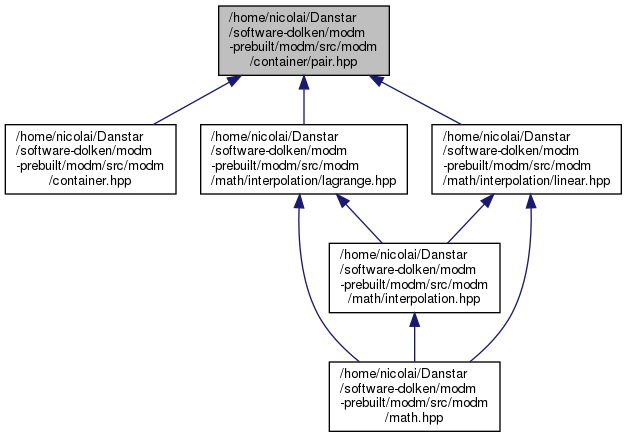 /home/nicolai/Danstar
/software-dolken/modm
-prebuilt/modm/src/modm
/container/pair.hpp
/home/nicolai/Danstar
/software-dolken/modm
-prebuilt/modm/src/modm
/container.hpp
/home/nicolai/Danstar
/software-dolken/modm
-prebuilt/modm/src/modm
/math/interpolation/lagrange.hpp
/home/nicolai/Danstar
/software-dolken/modm
-prebuilt/modm/src/modm
/math/interpolation/linear.hpp
/home/nicolai/Danstar
/software-dolken/modm
-prebuilt/modm/src/modm
/math/interpolation.hpp
/home/nicolai/Danstar
/software-dolken/modm
-prebuilt/modm/src/modm
/math.hpp